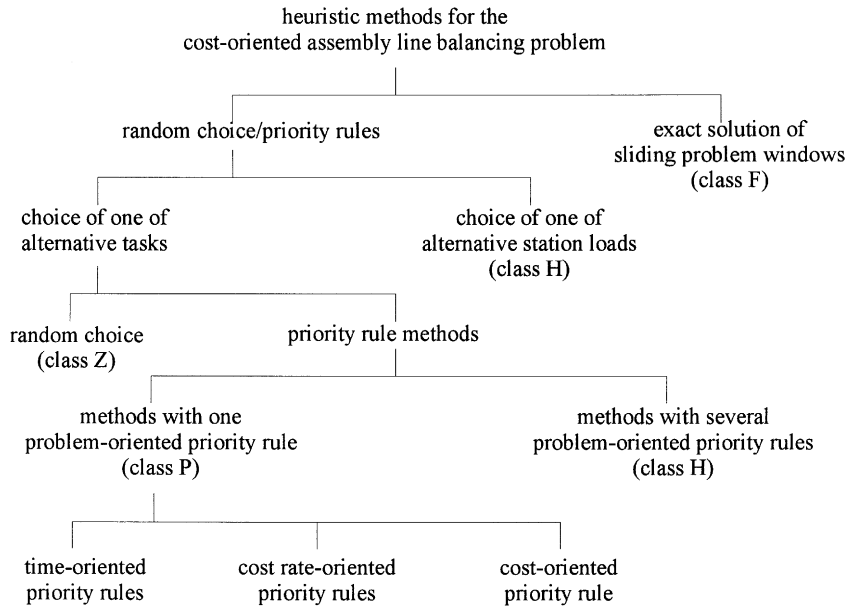 heuristic methods for the
cost-oriented assembly line balancing problem
random choice/priority rules
exact solution of
sliding problem windows
(class F)
choice of one of
alternative tasks
choice of one of
alternative station loads
(class H)
random choice
(class Z)
priority rule methods
methods with one
problem-oriented priority rule
(class P)
methods with several
problem-oriented priority rules
(class H)
time-oriented
priority rules
cost rate-oriented
priority rules
cost-oriented
priority rule